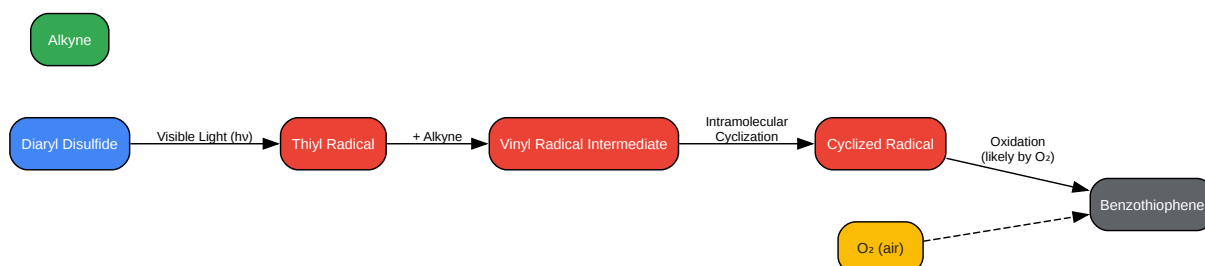 Alkyne
Diaryl Disulfide
Visible Light (hν)
Thiyl Radical
+ Alkyne
Vinyl Radical Intermediate
Intramolecular
Cyclization
Cyclized Radical
Oxidation
(likely by O₂)
Benzothiophene
O₂ (air)